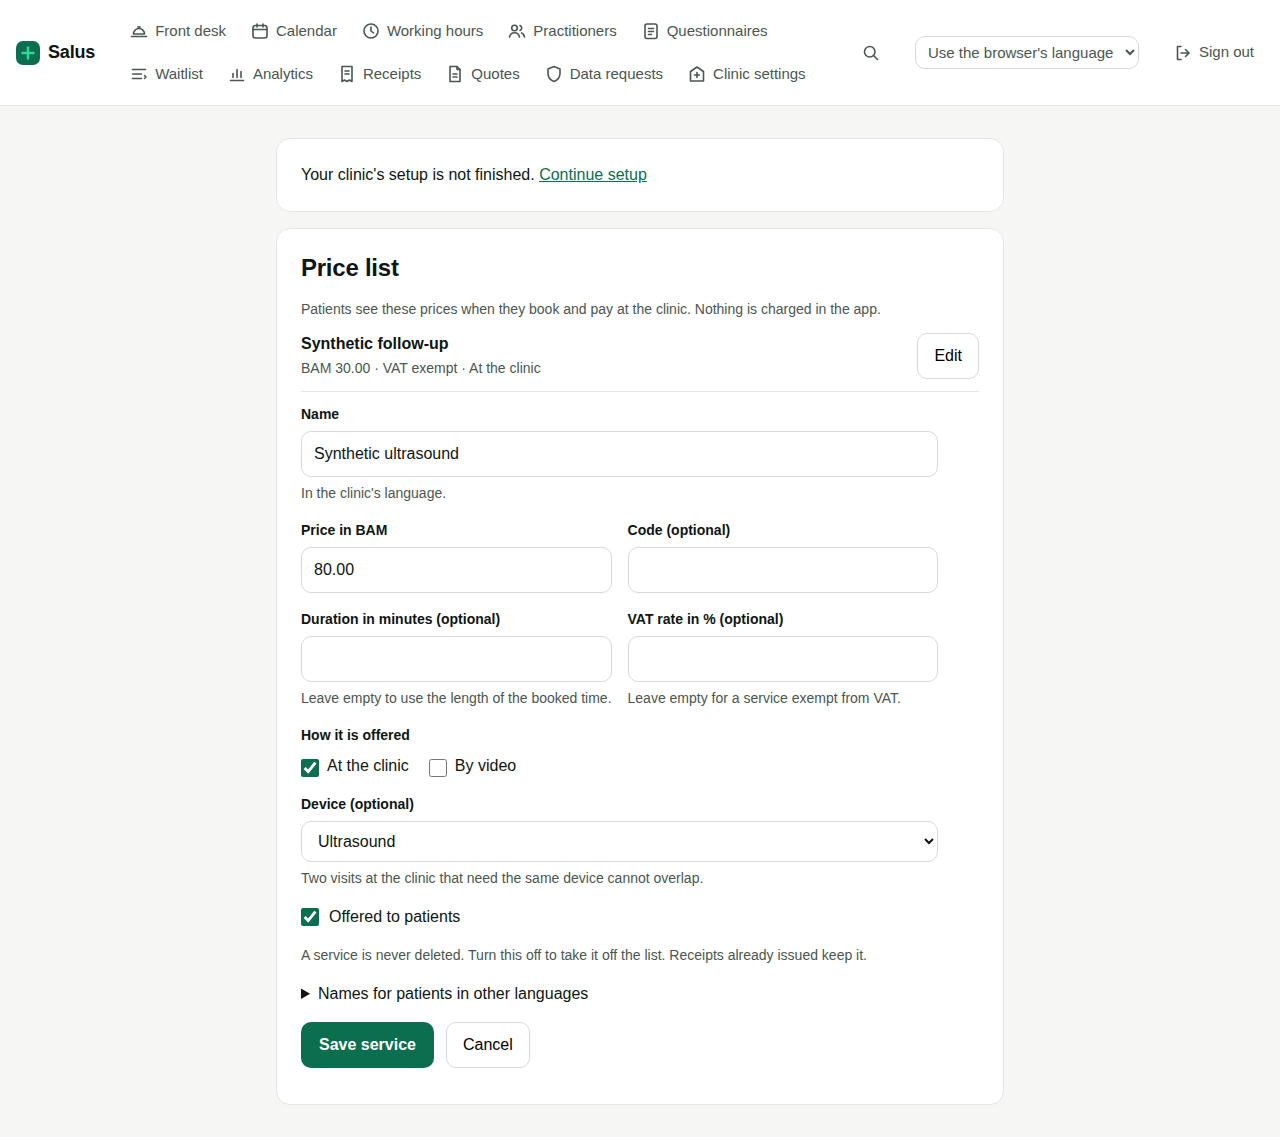 Salus
Front desk
Calendar
Working hours
Practitioners
Questionnaires
Waitlist
Analytics
Receipts
Quotes
Data requests
Clinic settings
Use the browser's language
Sign out
Your clinic's setup is not finished. Continue setup
Price list
Patients see these prices when they book and pay at the clinic. Nothing is charged in the app.
Synthetic follow-up
BAM 30.00 · VAT exempt · At the clinic
Edit
Name
Synthetic ultrasound
In the clinic's language.
Price in BAM
Code (optional)
80.00
Duration in minutes (optional)
VAT rate in % (optional)
Leave empty to use the length of the booked time.
Leave empty for a service exempt from VAT.
How it is offered
At the clinic
By video
Device (optional)
Ultrasound
Two visits at the clinic that need the same device cannot overlap.
Offered to patients
A service is never deleted. Turn this off to take it off the list. Receipts already issued keep it.
Names for patients in other languages
Save service
Cancel